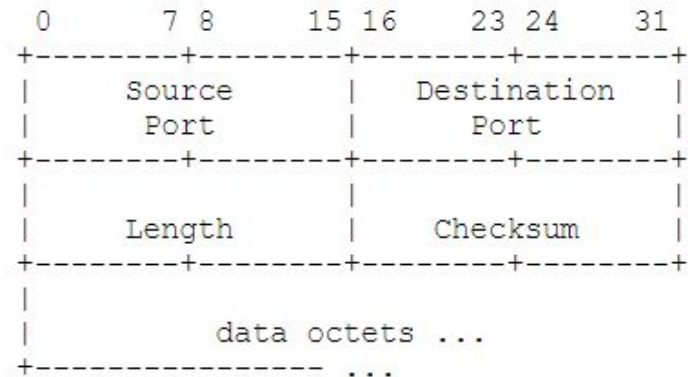 0      7 8     15 16    23 24    31
+--------+--------+--------+--------+
|     Source      |   Destination   |
|      Port       |      Port       |
+--------+--------+--------+--------+
|                 |                 |
|     Length      |    Checksum     |
+--------+--------+--------+--------+
|
|          data octets ...
+---------------- ...